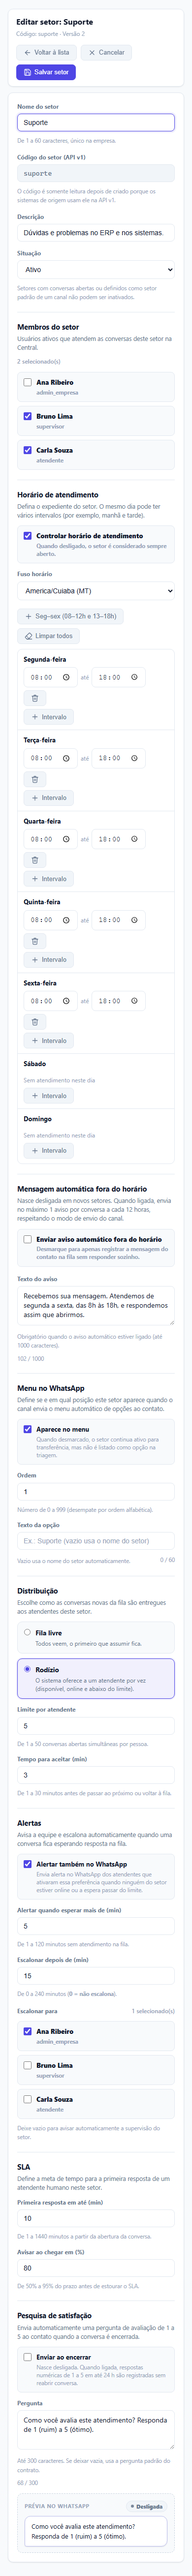 Editar setor: Suporte
Código: suporte · Versão 2
Voltar à lista
Cancelar
Salvar setor
Nome do setor
Suporte
De 1 a 60 caracteres, único na empresa.
Código do setor (API v1)
suporte
O código é somente leitura depois de criado porque os
sistemas de origem usam ele na API v1.
Descrição
Dúvidas e problemas no ERP e nos sistemas.
Situação
Ativo
Setores com conversas abertas ou definidos como setor
padrão de um canal não podem ser inativados.
Membros do setor
Usuários ativos que atendem as conversas deste setor na
Central.
2 selecionado(s)
Ana Ribeiro
admin_empresa
Bruno Lima
supervisor
Carla Souza
atendente
Horário de atendimento
Defina o expediente do setor. O mesmo dia pode ter
vários intervalos (por exemplo, manhã e tarde).
Controlar horário de atendimento
Quando desligado, o setor é considerado sempre
aberto.
Fuso horário
America/Cuiaba (MT)
Seg–sex (08–12h e 13–18h)
Limpar todos
Segunda-feira
08:00 até 18:00
Intervalo
Terça-feira
08:00 até 18:00
Intervalo
Quarta-feira
08:00 até 18:00
Intervalo
Quinta-feira
08:00 até 18:00
Intervalo
Sexta-feira
08:00 até 18:00
Intervalo
Sábado
Sem atendimento neste dia
Intervalo
Domingo
Sem atendimento neste dia
Intervalo
Mensagem automática fora do horário
Nasce desligada em novos setores. Quando ligada, envia no
máximo 1 aviso por conversa a cada 12 horas,
respeitando o modo de envio do canal.
Enviar aviso automático fora do horário
Desmarque para apenas registrar a mensagem do
contato na fila sem responder sozinho.
Texto do aviso
Recebemos sua mensagem. Atendemos de
segunda a sexta, das 8h às 18h, e respondemos
assim que abrirmos.
Obrigatório quando o aviso automático estiver ligado (até
1000 caracteres).
102 / 1000
Menu no WhatsApp
Define se e em qual posição este setor aparece quando o
canal envia o menu automático de opções ao contato.
Aparece no menu
Quando desmarcado, o setor continua ativo para
transferência, mas não é listado como opção na
triagem.
Ordem
1
Número de 0 a 999 (desempate por ordem alfabética).
Texto da opção
Ex.: Suporte (vazio usa o nome do setor)
Vazio usa o nome do setor automaticamente. 0 / 60
Distribuição
Escolhe como as conversas novas da fila são entregues
aos atendentes deste setor.
Fila livre
Todos veem, o primeiro que assumir fica.
Rodízio
O sistema oferece a um atendente por vez
(disponível, online e abaixo do limite).
Limite por atendente
5
De 1 a 50 conversas abertas simultâneas por pessoa.
Tempo para aceitar (min)
3
De 1 a 30 minutos antes de passar ao próximo ou voltar à fila.
Alertas
Avisa a equipe e escalona automaticamente quando uma
conversa fica esperando resposta na fila.
Alertar também no WhatsApp
Envia alerta no WhatsApp dos atendentes que
ativaram essa preferência quando ninguém do setor
estiver online ou a espera passar do limite.
Alertar quando esperar mais de (min)
5
De 1 a 120 minutos sem atendimento na fila.
Escalonar depois de (min)
15
De 0 a 240 minutos (0 = não escalona).
Escalonar para 1 selecionado(s)
Ana Ribeiro
admin_empresa
Bruno Lima
supervisor
Carla Souza
atendente
Deixe vazio para avisar automaticamente a supervisão do
setor.
SLA
Define a meta de tempo para a primeira resposta de um
atendente humano neste setor.
Primeira resposta em até (min)
10
De 1 a 1440 minutos a partir da abertura da conversa.
Avisar ao chegar em (%)
80
De 50% a 95% do prazo antes de estourar o SLA.
Pesquisa de satisfação
Envia automaticamente uma pergunta de avaliação de 1 a
5 ao contato quando a conversa é encerrada.
Enviar ao encerrar
Nasce desligada. Quando ligada, respostas
numéricas de 1 a 5 em até 24 h são registradas sem
reabrir conversa.
Pergunta
Como você avalia este atendimento? Responda
de 1 (ruim) a 5 (ótimo).
Até 300 caracteres. Se deixar vazia, usa a pergunta padrão do
contrato.
68 / 300
PRÉVIA NO WHATSAPP
Desligada
Como você avalia este atendimento?
Responda de 1 (ruim) a 5 (ótimo).